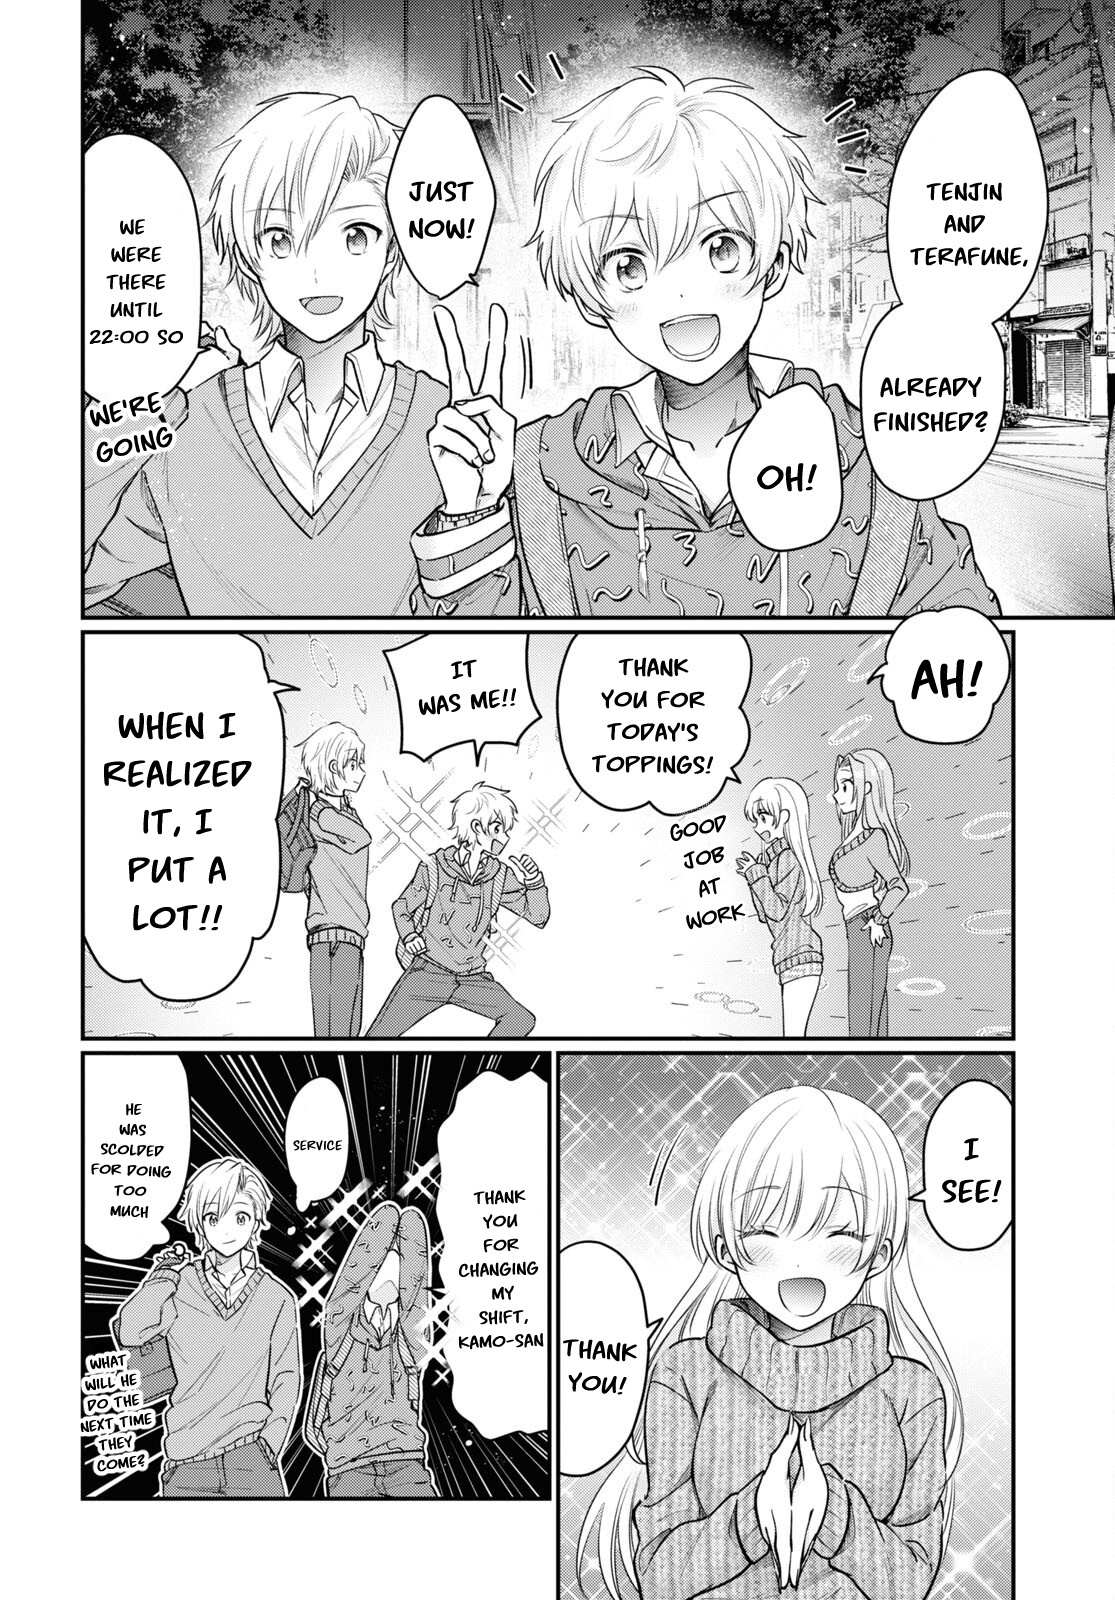 TENJIN
AND
TERAFUNE,
ALREADY
FINISHED?
OH!
JUST
NOW!
WE
WERE
THERE
UNTIL
22:00 SO
WE'RE
GOING
AH!
THANK
YOU FOR
TODAY'S
TOPPINGS!
GOOD
JOB
AT
WORK
IT
WAS ME!!
WHEN I
REALIZED
IT, I
PUT A
LOT!!
I
SEE!
THANK
YOU!
THANK
YOU
FOR
CHANGING
MY
SHIFT,
KAMO-SAN
SERVICE
HE
WAS
SCOLDED
FOR DOING
TOO
MUCH
WHAT
WILL HE
DO THE
NEXT TIME
THEY
COME?